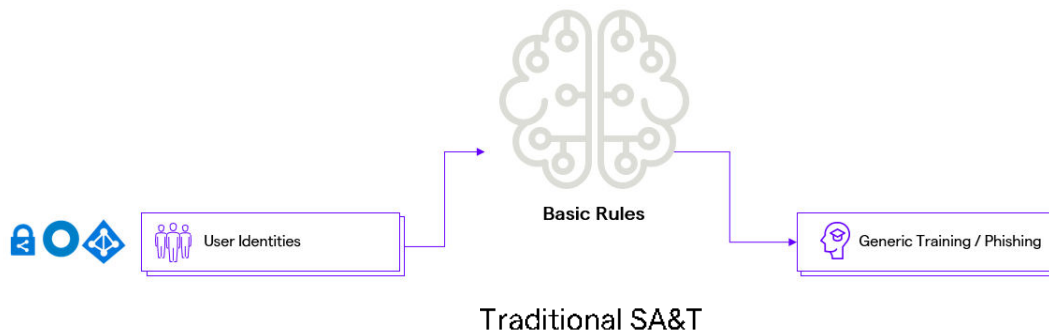 Basic Rules
User Identities
Generic Training / Phishing
Traditional SA&T